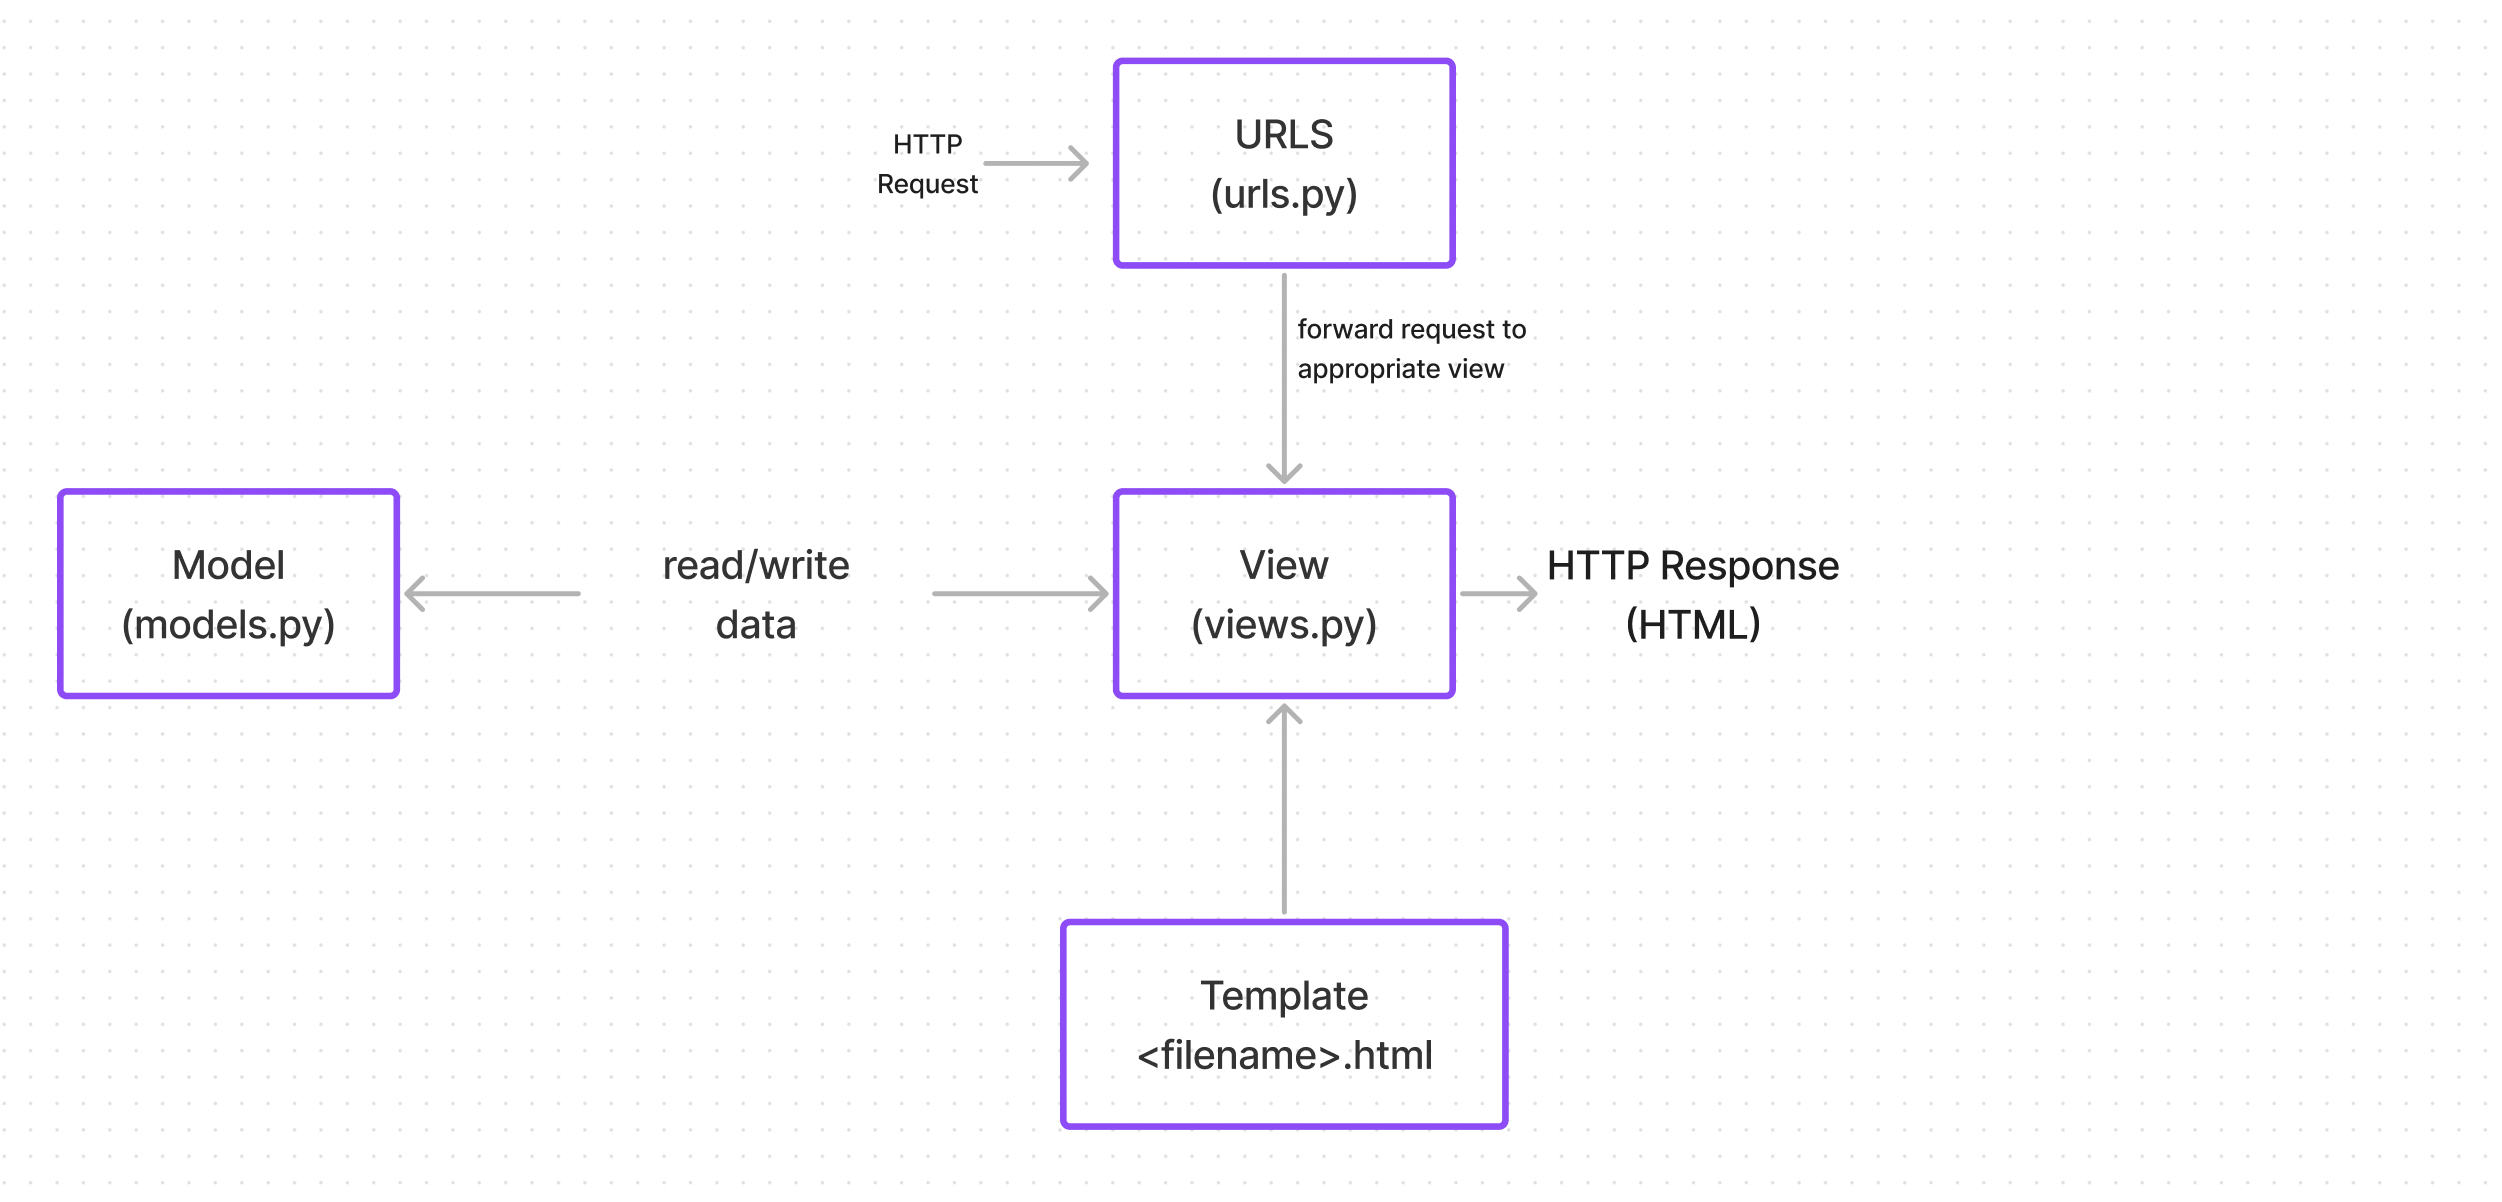 HTTP
Request
URLS
(urls.py)
forward request to
appropriate view
Model
(models.py)
read/write
data
View
(views.py)
HTTP Response
(HTML)
Template
<filename>.html